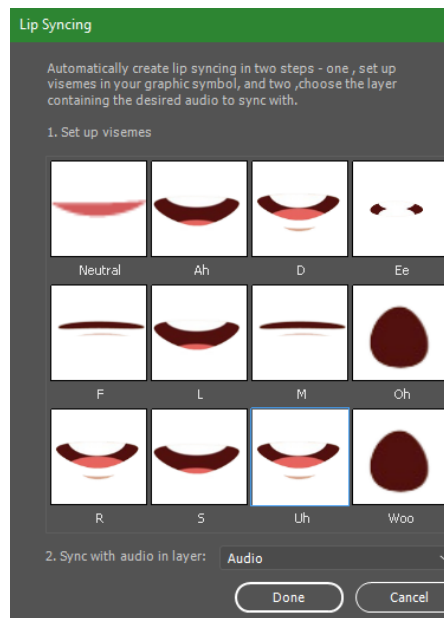 Lip Syncing
Automatically create lip syncing in two steps - one , set up
visemes in your graphic symbol, and two ,choose the layer
containing the desired audio to sync with.
1. Set up visemes
Neutral Ah D Ee
F L M Oh
R S Uh Woo
2. Sync with audio in layer: Audio
Done Cancel